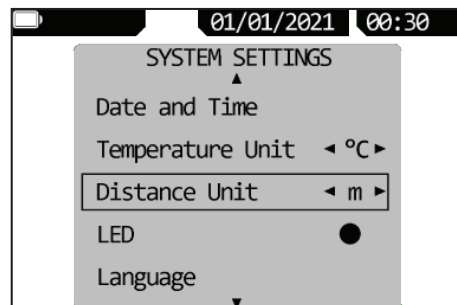 01/01/2021 00:30
SYSTEM SETTINGS
Date and Time
Temperature Unit ◄ °C ►
Distance Unit ◄ m ►
LED
Language